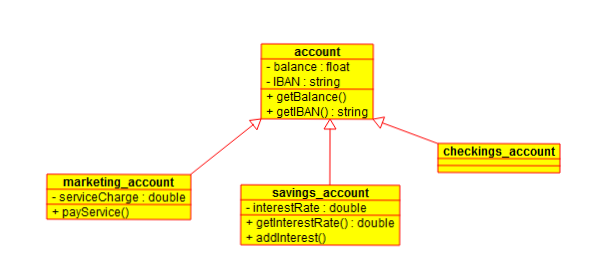 account
- balance : float
- IBAN : string
+ getBalance()
+ getIBAN() : string
checkings_account
marketing_account
- serviceCharge : double
+ payService()
savings_account
- interestRate : double
+ getInterestRate() : double
+ addInterest()